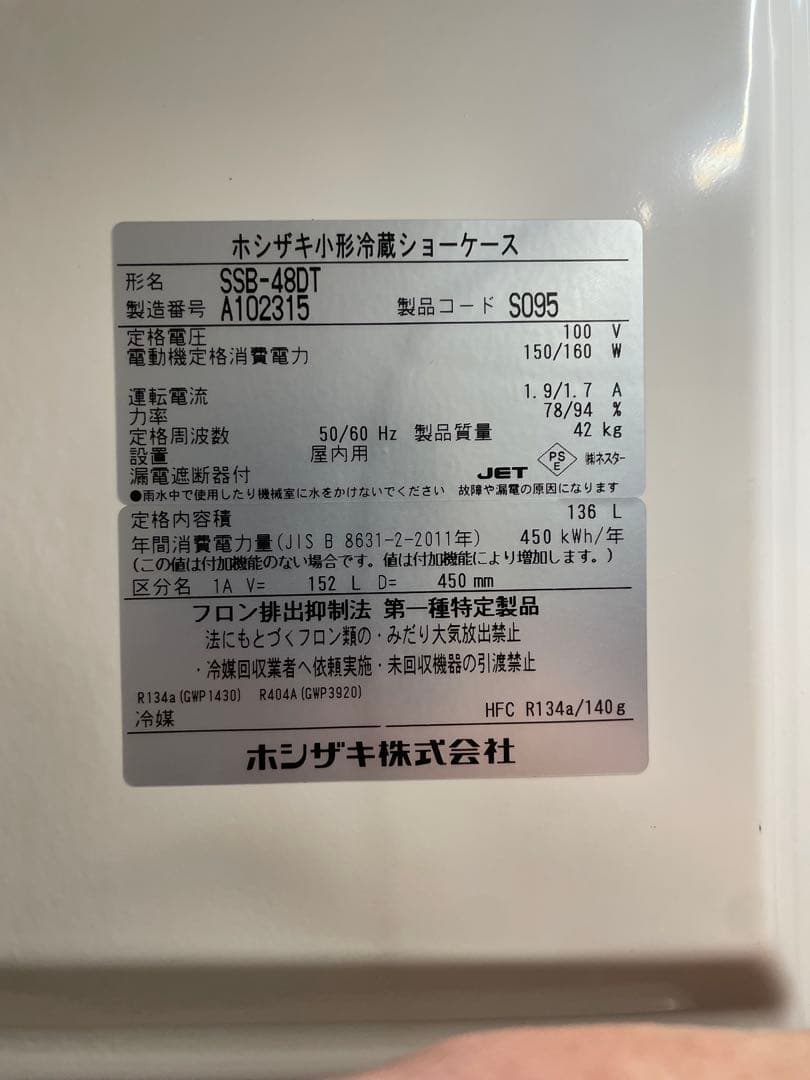 ホシザキ小形冷蔵ショーケース
形名 SSB-48DT
製造番号 A102315 製品コード S095
定格電圧 100 V
電動機定格消費電力 150/160 W
運転電流 1.9/1.7 A
力率 78/94 %
定格周波数 50/60 Hz 製品質量 42 kg
設置 屋内用
漏電遮断器付 JET PSE ㈱ネスター
●雨水中で使用したり機械室に水をかけないでください 故障や漏電の原因になります
定格内容積 136 L
年間消費電力量(JIS B 8631-2-2011年) 450 kWh/年
(この値は付加機能のない場合です。値は付加機能により増加します。)
区分名 1A V= 152 L D= 450 mm
フロン排出抑制法 第一種特定製品
法にもとづくフロン類の・みだり大気放出禁止
・冷媒回収業者へ依頼実施・未回収機器の引渡禁止
R134a(GWP1430) R404A(GWP3920)
冷媒 HFC R134a/140g
ホシザキ株式会社